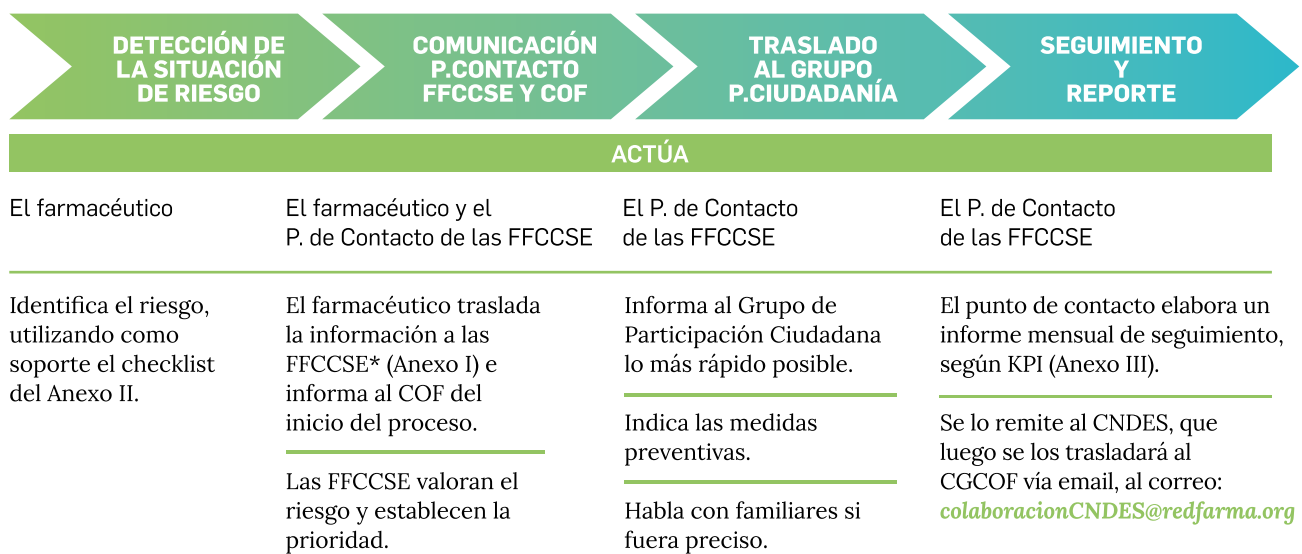 DETECCIÓN DE
LA SITUACIÓN
DE RIESGO
COMUNICACIÓN
P.CONTACTO
FFCCSE Y COF
TRASLADO
AL GRUPO
P.CIUDADANÍA
SEGUIMIENTO
Y
REPORTE
ACTÚA
El farmacéutico
El farmacéutico y el
P. de Contacto de las FFCCSE
El P. de Contacto
de las FFCCSE
El P. de Contacto
de las FFCCSE
Identifica el riesgo,
utilizando como
soporte el checklist
del Anexo II.
El farmacéutico traslada
la información a las
FFCCSE* (Anexo I) e
informa al COF del
inicio del proceso.
Las FFCCSE valoran el
riesgo y establecen la
prioridad.
Informa al Grupo de
Participación Ciudadana
lo más rápido posible.
Indica las medidas
preventivas.
Habla con familiares si
fuera preciso.
El punto de contacto elabora un
informe mensual de seguimiento,
según KPI (Anexo III).
Se lo remite al CNDES, que
luego se los trasladará al
CGCOF vía email, al correo:
colaboracionCNDES@redfarma.org